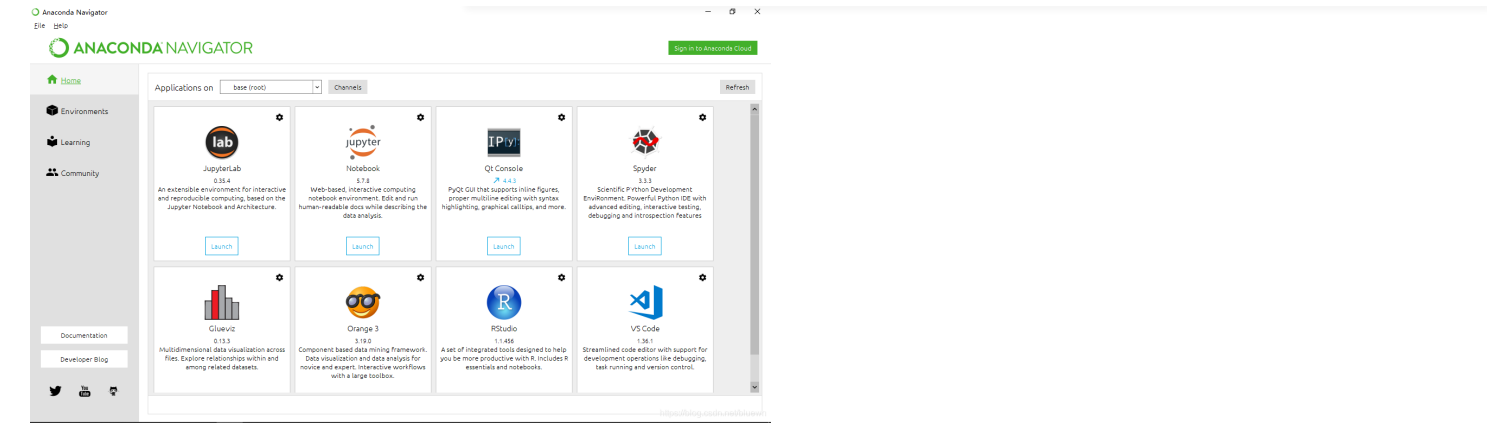 Anaconda Navigator
File Help
ANACONDA NAVIGATOR
Sign in to Anaconda Cloud
Home
Environments
Learning
Community
Documentation
Developer Blog
You Tube
Applications on base (root) Channels Refresh
lab
JupyterLab
0.35.4
An extensible environment for interactive
and reproducible computing, based on the
Jupyter Notebook and Architecture.
Launch
jupyter
Notebook
5.7.8
Web-based, interactive computing
notebook environment. Edit and run
human-readable docs while describing the
data analysis.
Launch
IP[y]:
Qt Console
4.4.3
PyQt GUI that supports inline figures,
proper multiline editing with syntax
highlighting, graphical calltips, and more.
Launch
Spyder
3.3.3
Scientific PYthon Development
EnviRonment. Powerful Python IDE with
advanced editing, interactive testing,
debugging and introspection features
Launch
Glueviz
0.13.3
Multidimensional data visualization across
files. Explore relationships within and
among related datasets.
Orange 3
3.19.0
Component based data mining framework.
Data visualization and data analysis for
novice and expert. Interactive workflows
with a large toolbox.
R
RStudio
1.1.456
A set of integrated tools designed to help
you be more productive with R. Includes R
essentials and notebooks.
VS Code
1.36.1
Streamlined code editor with support for
development operations like debugging,
task running and version control.